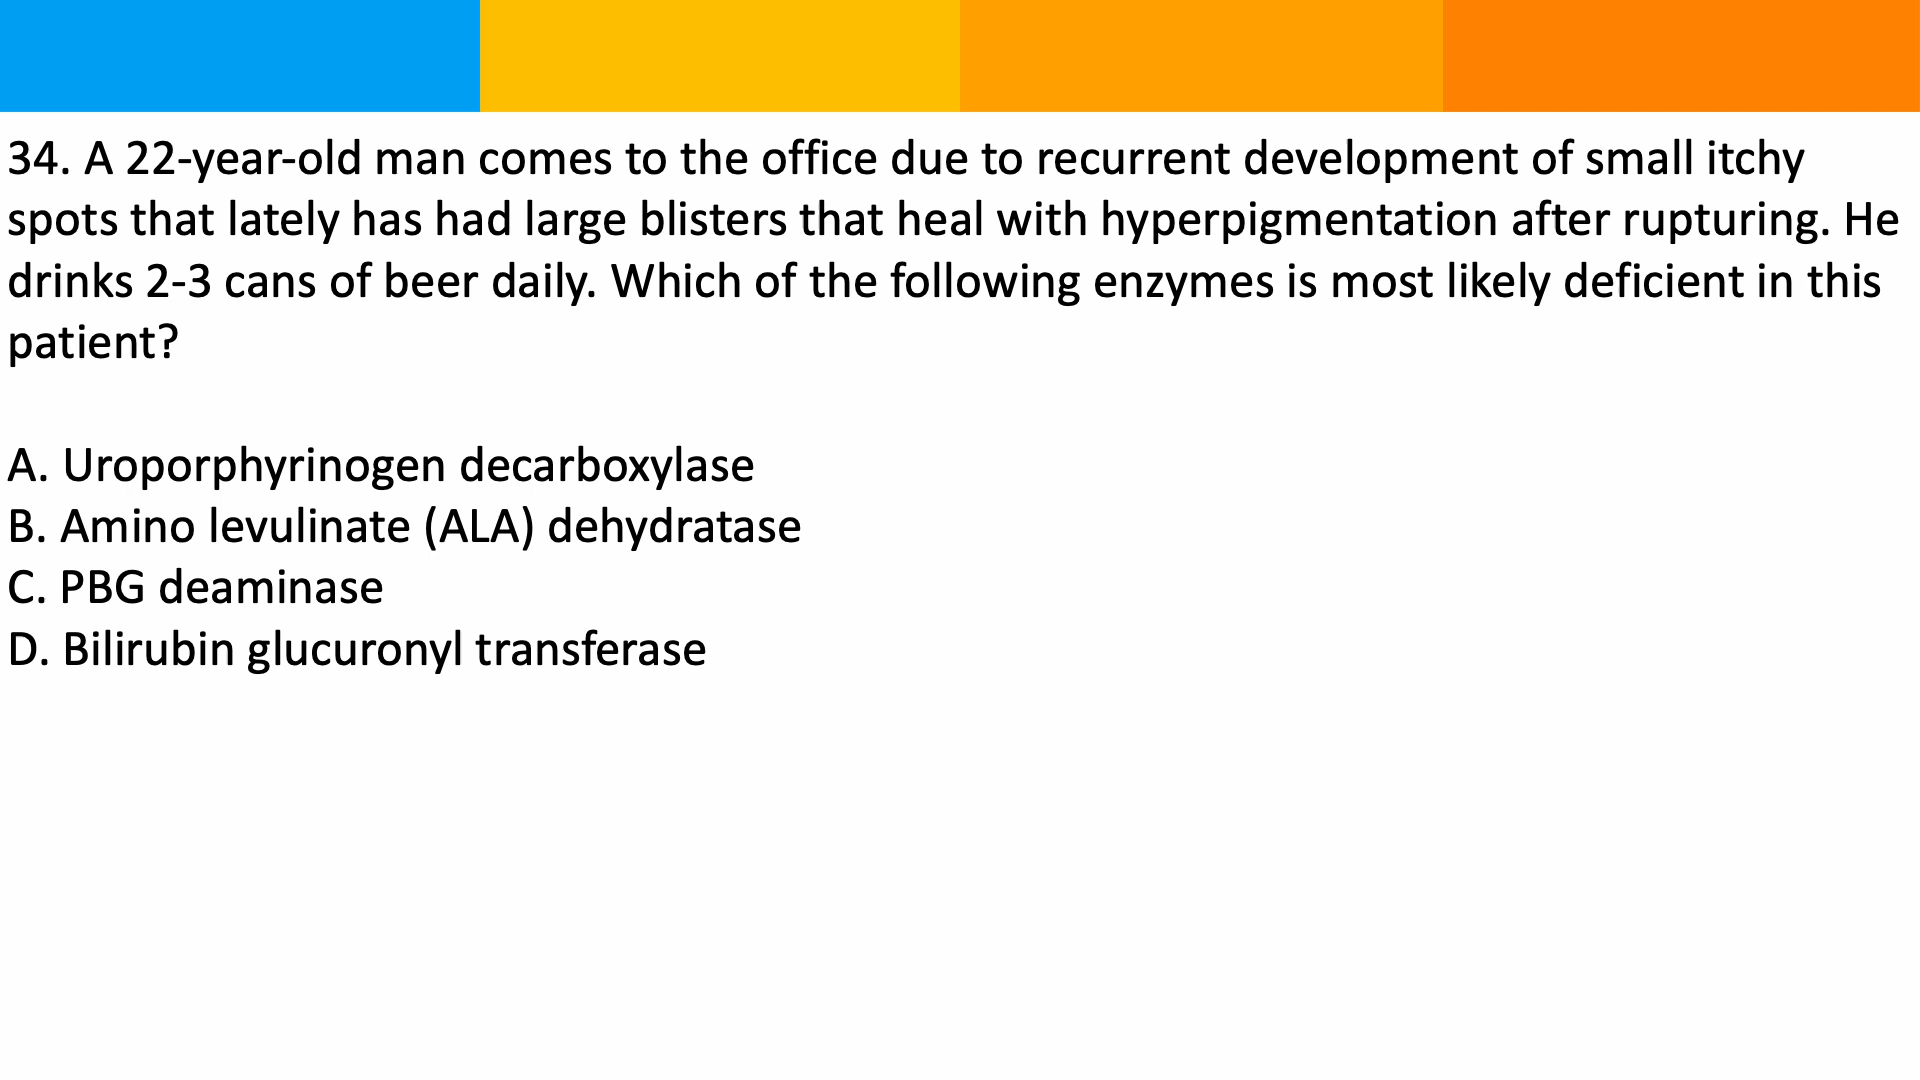 34. A 22-year-old man comes to the office due to recurrent development of small itchy
spots that lately has had large blisters that heal with hyperpigmentation after rupturing. He
drinks 2-3 cans of beer daily. Which of the following enzymes is most likely deficient in this
patient?
A. Uroporphyrinogen decarboxylase
B. Amino levulinate (ALA) dehydratase
C. PBG deaminase
D. Bilirubin glucuronyl transferase